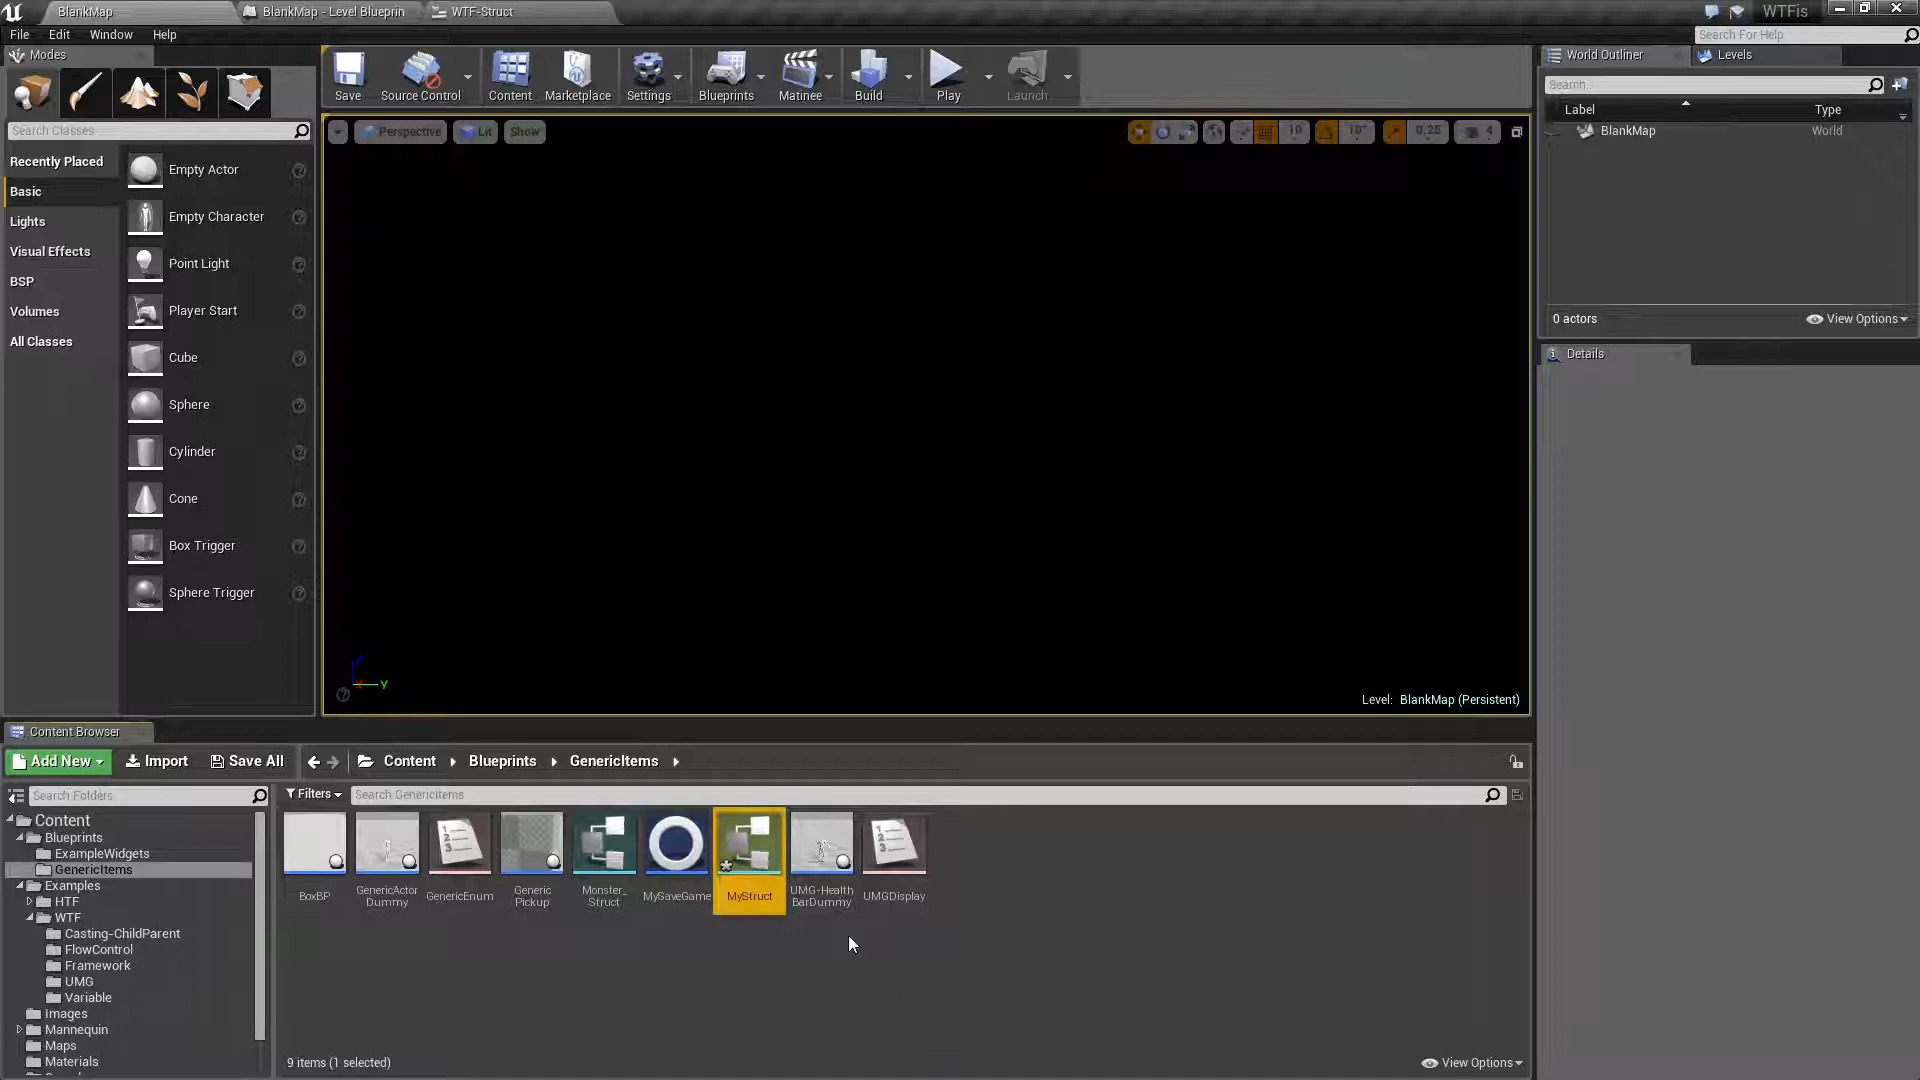 BlankMap
BlankMap - Level Blueprin
WTF-Struct
WTFis
File
Edit
Window
Help
Search For Help
Modes
Save
Source Control
Content
Marketplace
Settings
Blueprints
Matinee
Build
Play
Launch
World Outliner
Levels
Search...
Label
Type
BlankMap
World
0 actors
View Options
Details
Search Classes
Recently Placed
Basic
Lights
Visual Effects
BSP
Volumes
All Classes
Empty Actor
Empty Character
Point Light
Player Start
Cube
Sphere
Cylinder
Cone
Box Trigger
Sphere Trigger
Perspective
Lit
Show
10
10°
0.25
4
Y
Level: BlankMap (Persistent)
Content Browser
Add New
Import
Save All
Content
Blueprints
GenericItems
Search Folders
Filters
Search GenericItems
Content
Blueprints
ExampleWidgets
GenericItems
Examples
HTF
WTF
Casting-ChildParent
FlowControl
Framework
UMG
Variable
Images
Mannequin
Maps
Materials
BoxBP
GenericActor
Dummy
GenericEnum
Generic
Pickup
Monster_
Struct
MySaveGame
MyStruct
UMG-Health
BarDummy
UMGDisplay
9 items (1 selected)
View Options